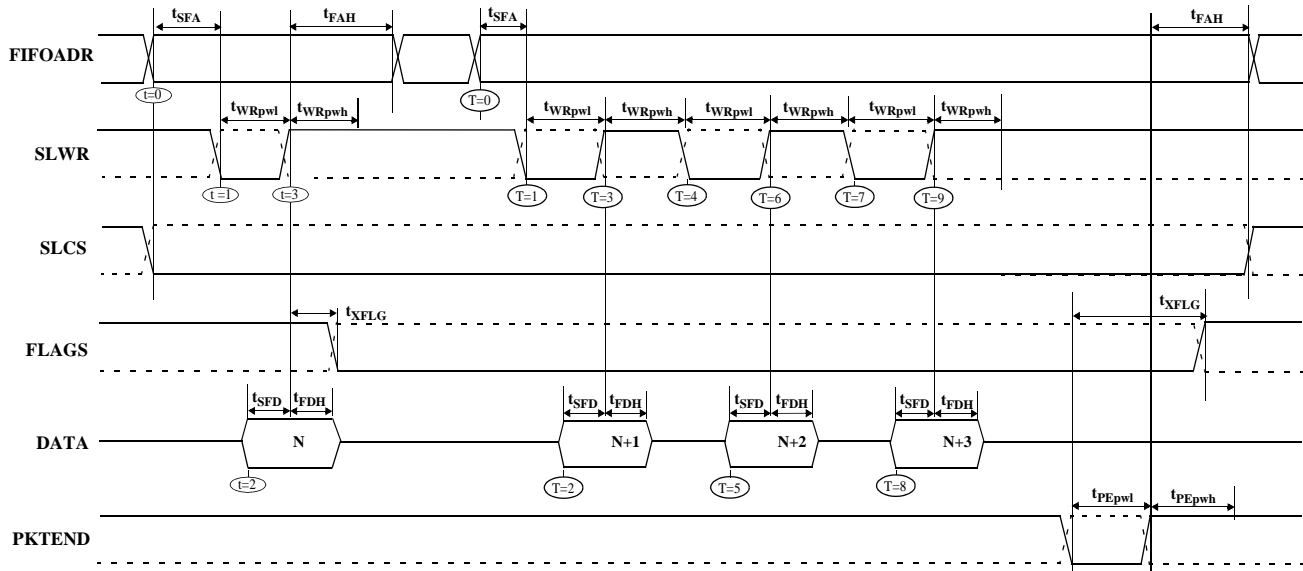 tSFA tFAH tSFA tFAH
FIFOADR
t=0 T=0
tWRpwl tWRpwh tWRpwl tWRpwh tWRpwl tWRpwh tWRpwl tWRpwh
SLWR
t =1 t=3 T=1 T=3 T=4 T=6 T=7 T=9
SLCS
tXFLG tXFLG
FLAGS
tSFD tFDH tSFD tFDH tSFD tFDH tSFD tFDH
DATA N N+1 N+2 N+3
t=2 T=2 T=5 T=8
tPEpwl tPEpwh
PKTEND